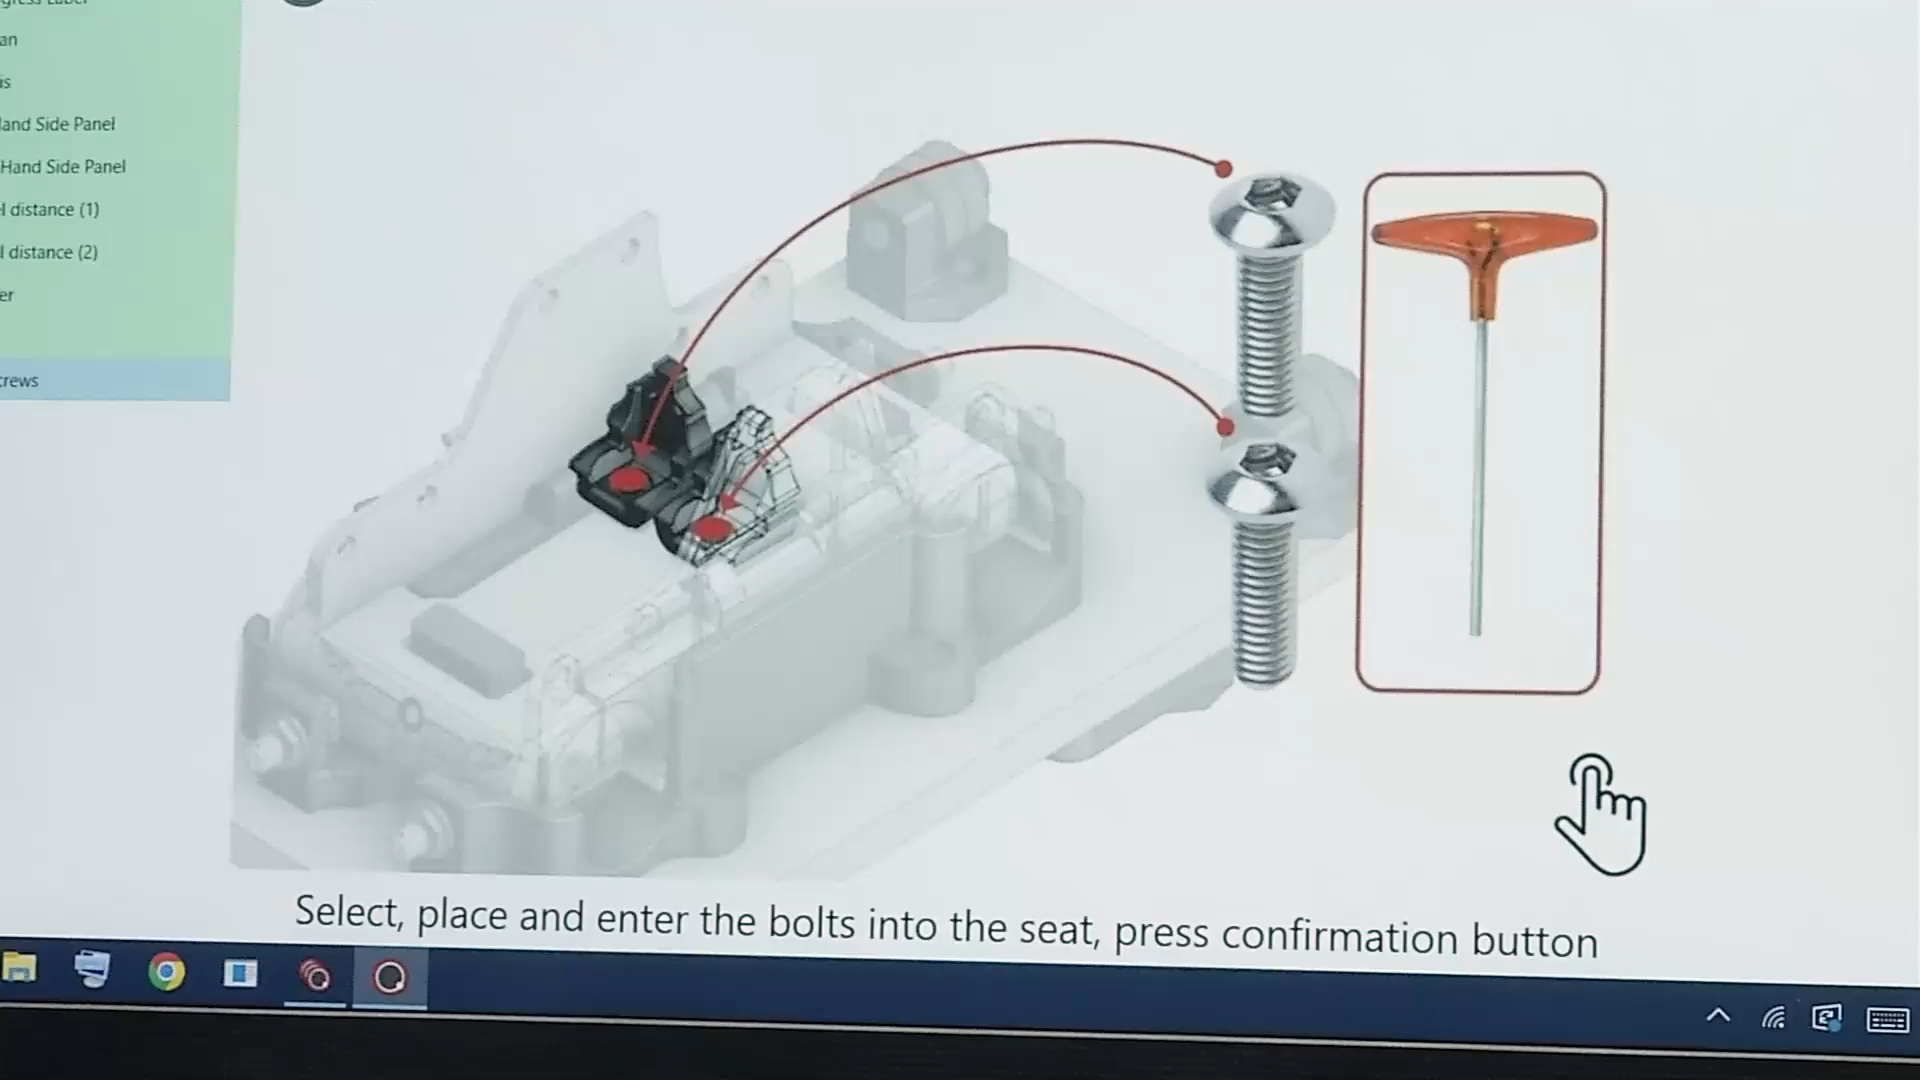 an
is
Hand Side Panel
Hand Side Panel
l distance (1)
l distance (2)
er
crews
Select, place and enter the bolts into the seat, press confirmation button